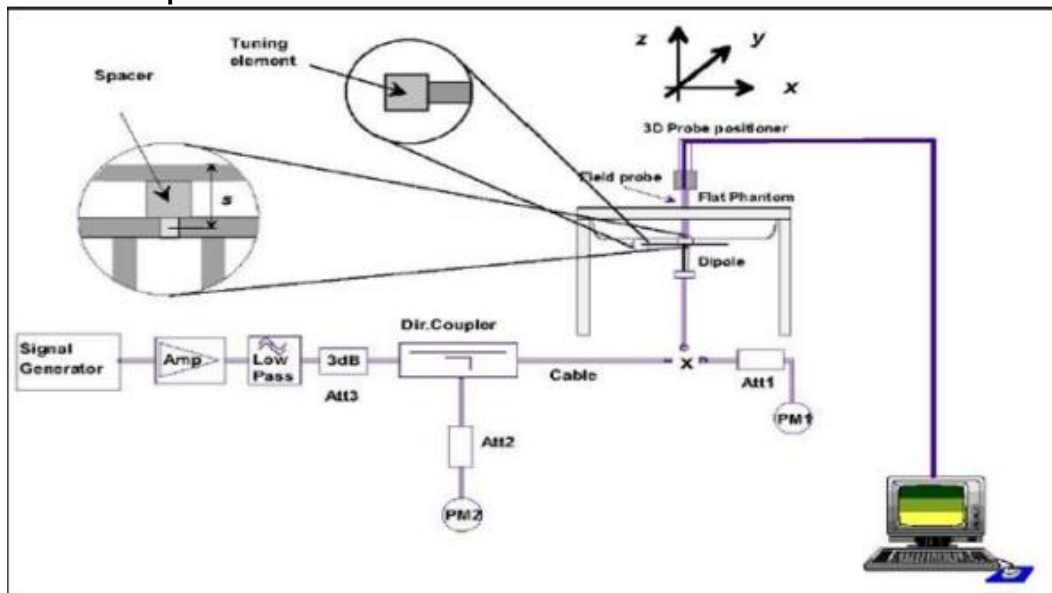 Tuning
element
Spacer
s
z
y
x
3D Probe positioner
Field probe
Flat Phantom
Dipole
Dir.Coupler
Signal
Generator
Amp
Low
Pass
3dB
Att3
Cable
x
Att1
PM1
Att2
PM2